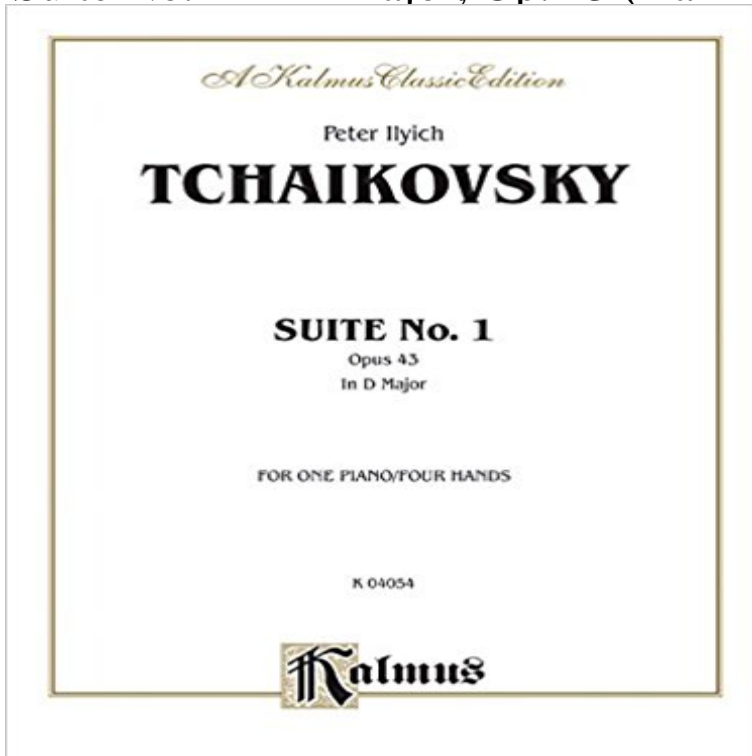 A Kalmus Classic Edition
Peter Ilyich
TCHAIKOVSKY
SUITE No. 1
Opus 43
In D Major
FOR ONE PIANO/FOUR HANDS
K 04054
Kalmus